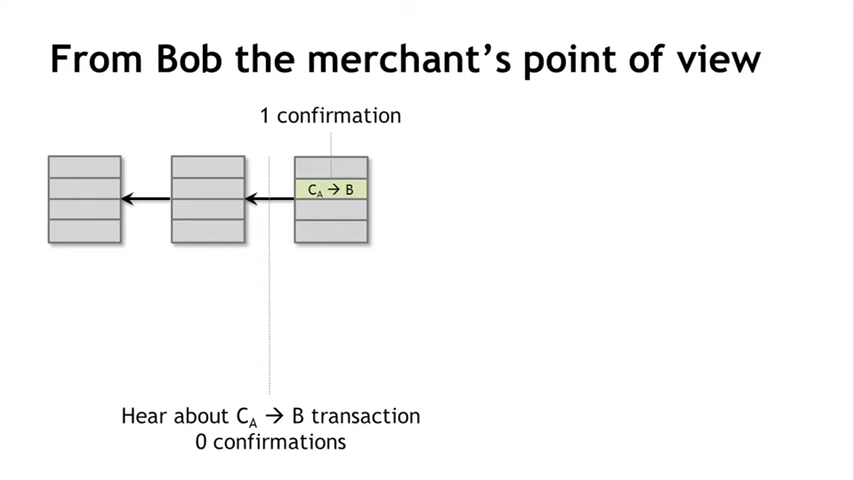 From Bob the merchant's point of view
1 confirmation
C_A → B
Hear about C_A → B transaction
0 confirmations